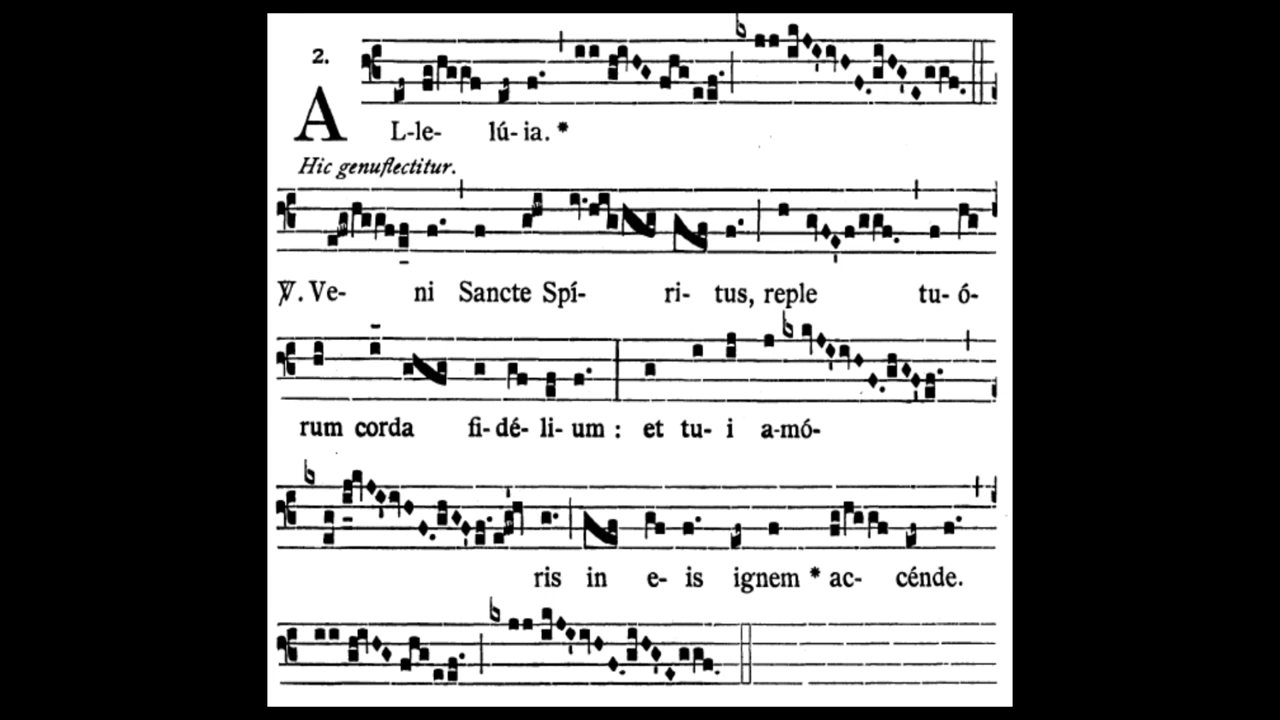 2.
AL-le- lú- ia. *
Hic genuflectitur.
℣. Ve- ni Sancte Spí- ri- tus, reple tu- ó-
rum corda fi- dé- li- um : et tu- i a-mó-
ris in e- is ignem * ac- cénde.